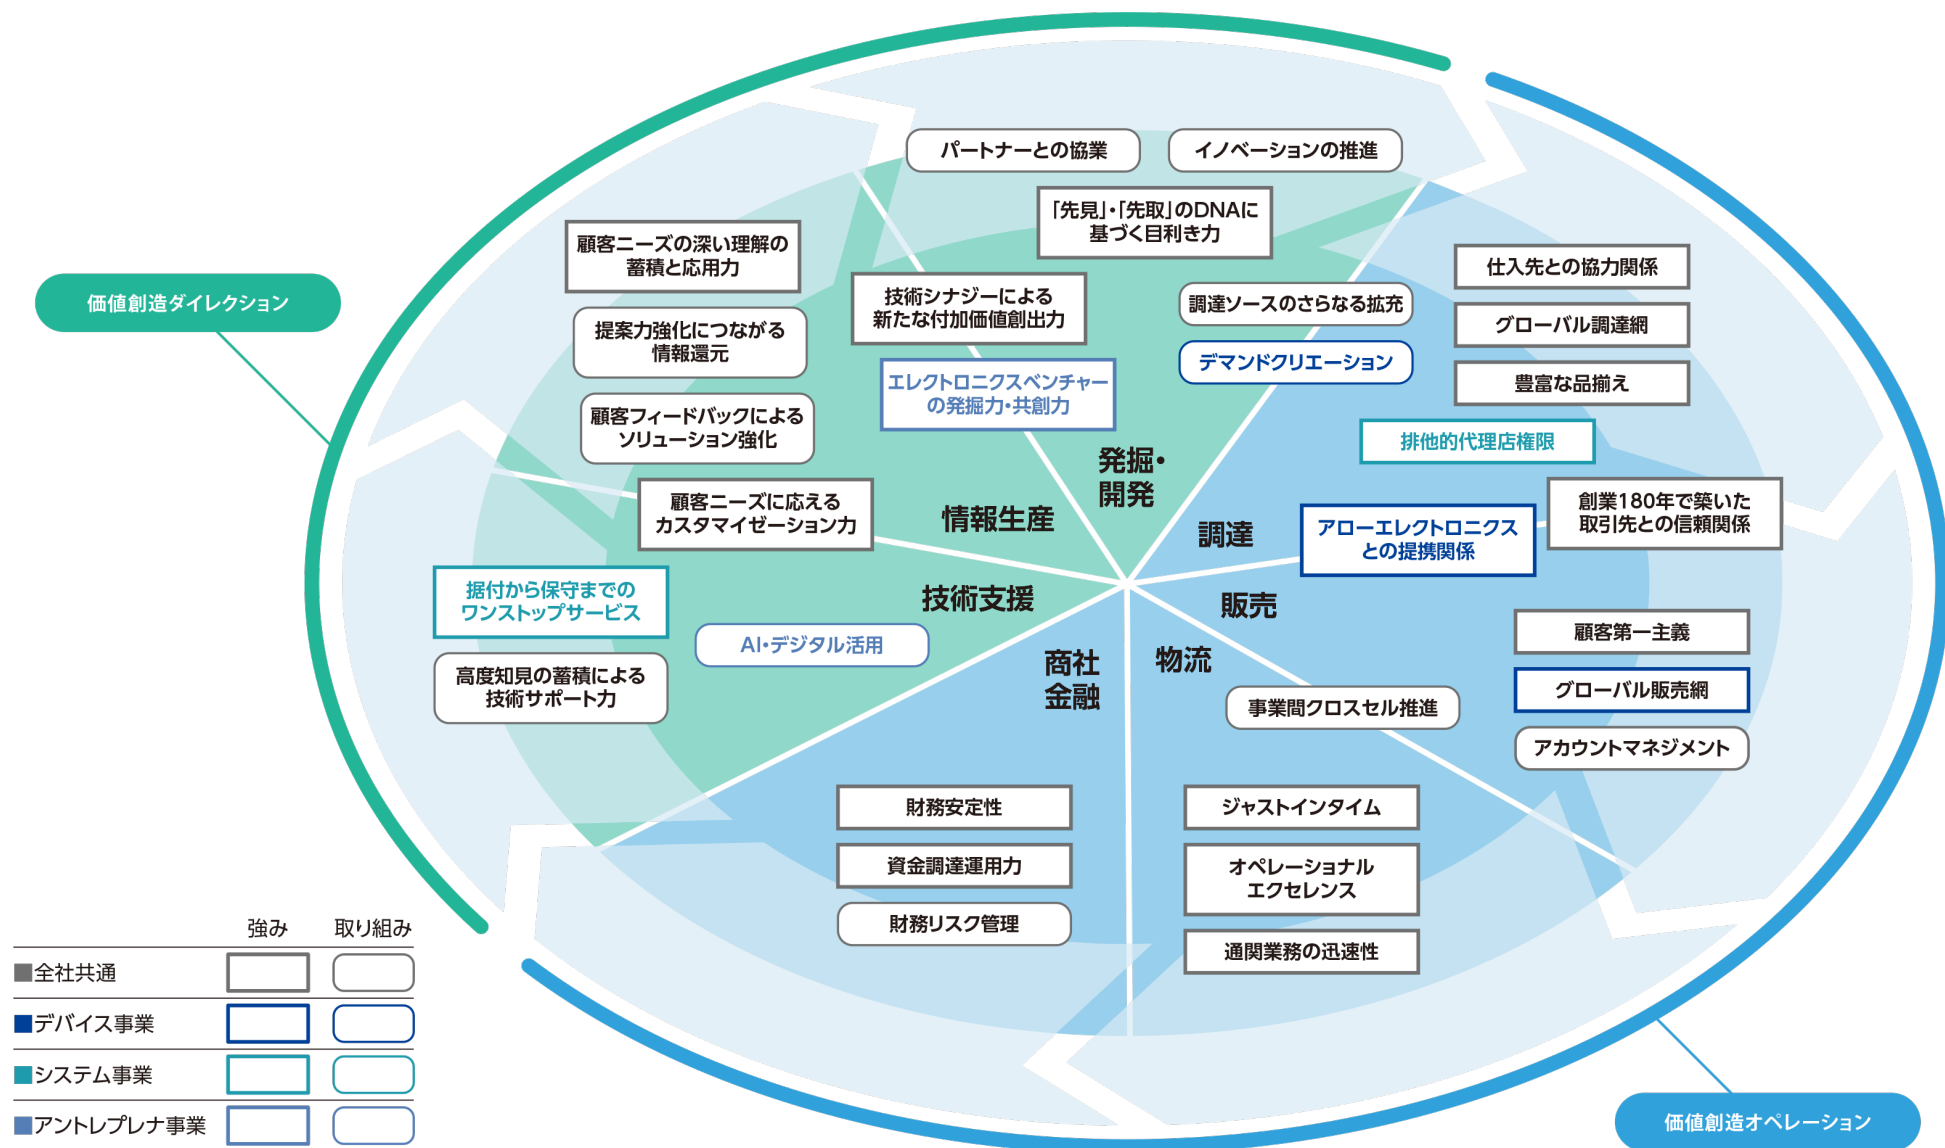 パートナーとの協業
イノベーションの推進
「先見」・「先取」のDNAに
基づく目利き力
顧客ニーズの深い理解の
蓄積と応用力
仕入先との協力関係
価値創造ダイレクション
技術シナジーによる
新たな付加価値創出力
調達ソースのさらなる拡充
グローバル調達網
提案力強化につながる
情報還元
デマンドクリエーション
エレクトロニクスベンチャー
の発掘力・共創力
豊富な品揃え
顧客フィードバックによる
ソリューション強化
排他的代理店権限
発掘・
開発
顧客ニーズに応える
カスタマイゼーション力
情報生産
調達
アローエレクトロニクス
との提携関係
創業180年で築いた
取引先との信頼関係
据付から保守までの
ワンストップサービス
技術支援
販売
AI・デジタル活用
顧客第一主義
高度知見の蓄積による
技術サポート力
商社
金融
物流
グローバル販売網
事業間クロスセル推進
アカウントマネジメント
財務安定性
ジャストインタイム
資金調達運用力
オペレーショナル
エクセレンス
財務リスク管理
通関業務の迅速性
強み
取り組み
全社共通
デバイス事業
システム事業
アントレプレナ事業
価値創造オペレーション